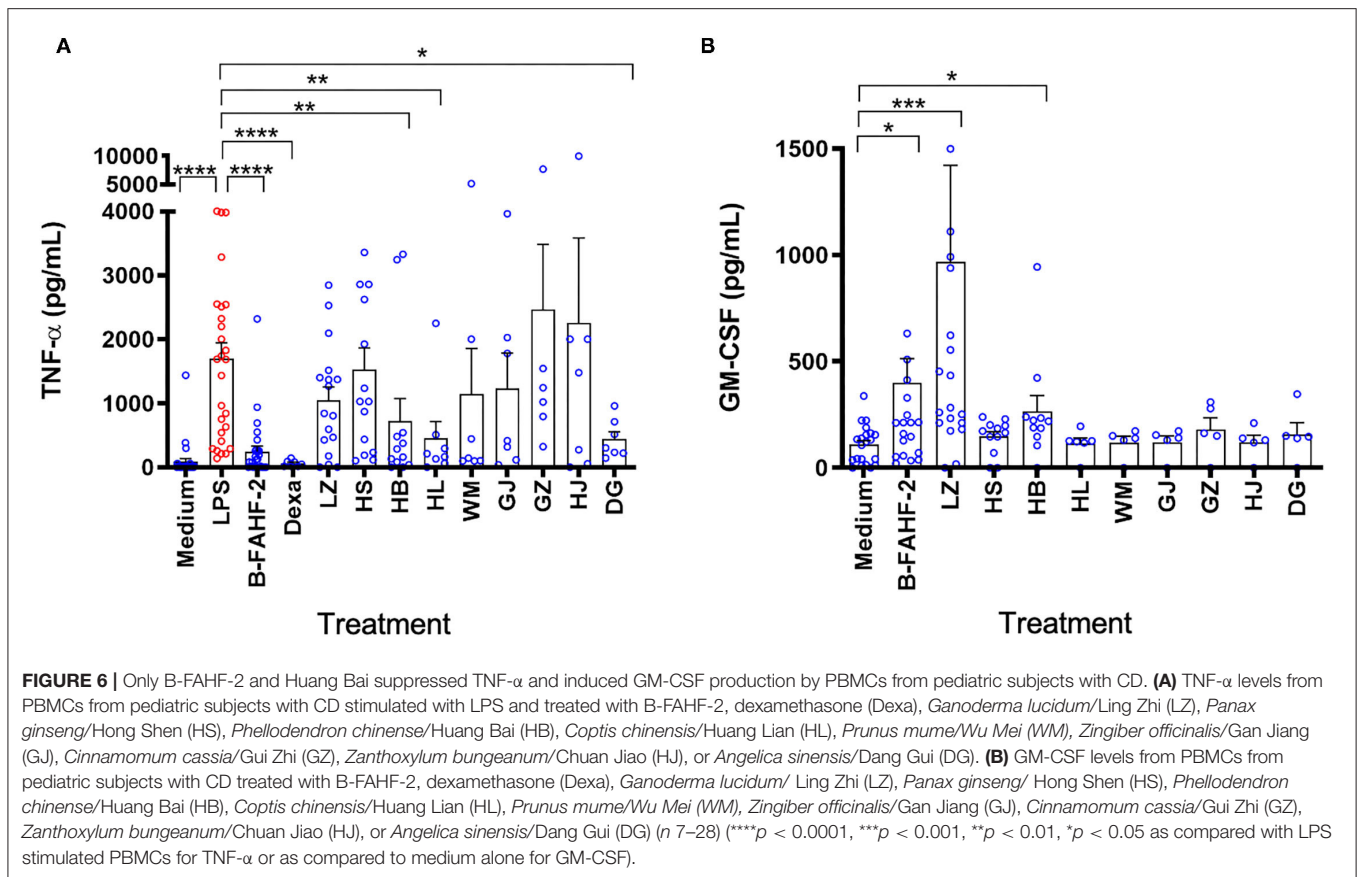 A
B
*
**
**
****
****
****
*
***
*
10000
5000
4000
3000
2000
1000
0
TNF-α (pg/mL)
Medium
LPS
B-FAHF-2
Dexa
LZ
HS
HB
HL
WM
GJ
GZ
HJ
DG
Treatment
1500
1000
500
0
GM-CSF (pg/mL)
Medium
B-FAHF-2
LZ
HS
HB
HL
WM
GJ
GZ
HJ
DG
Treatment
FIGURE 6 | Only B-FAHF-2 and Huang Bai suppressed TNF-α and induced GM-CSF production by PBMCs from pediatric subjects with CD. (A) TNF-α levels from
PBMCs from pediatric subjects with CD stimulated with LPS and treated with B-FAHF-2, dexamethasone (Dexa), Ganoderma lucidum/Ling Zhi (LZ), Panax
ginseng/Hong Shen (HS), Phellodendron chinense/Huang Bai (HB), Coptis chinensis/Huang Lian (HL), Prunus mume/Wu Mei (WM), Zingiber officinalis/Gan Jiang
(GJ), Cinnamomum cassia/Gui Zhi (GZ), Zanthoxylum bungeanum/Chuan Jiao (HJ), or Angelica sinensis/Dang Gui (DG). (B) GM-CSF levels from PBMCs from
pediatric subjects with CD treated with B-FAHF-2, dexamethasone (Dexa), Ganoderma lucidum/ Ling Zhi (LZ), Panax ginseng/ Hong Shen (HS), Phellodendron
chinense/Huang Bai (HB), Coptis chinensis/Huang Lian (HL), Prunus mume/Wu Mei (WM), Zingiber officinalis/Gan Jiang (GJ), Cinnamomum cassia/Gui Zhi (GZ),
Zanthoxylum bungeanum/Chuan Jiao (HJ), or Angelica sinensis/Dang Gui (DG) (n 7–28) (****p < 0.0001, ***p < 0.001, **p < 0.01, *p < 0.05 as compared with LPS
stimulated PBMCs for TNF-α or as compared to medium alone for GM-CSF).